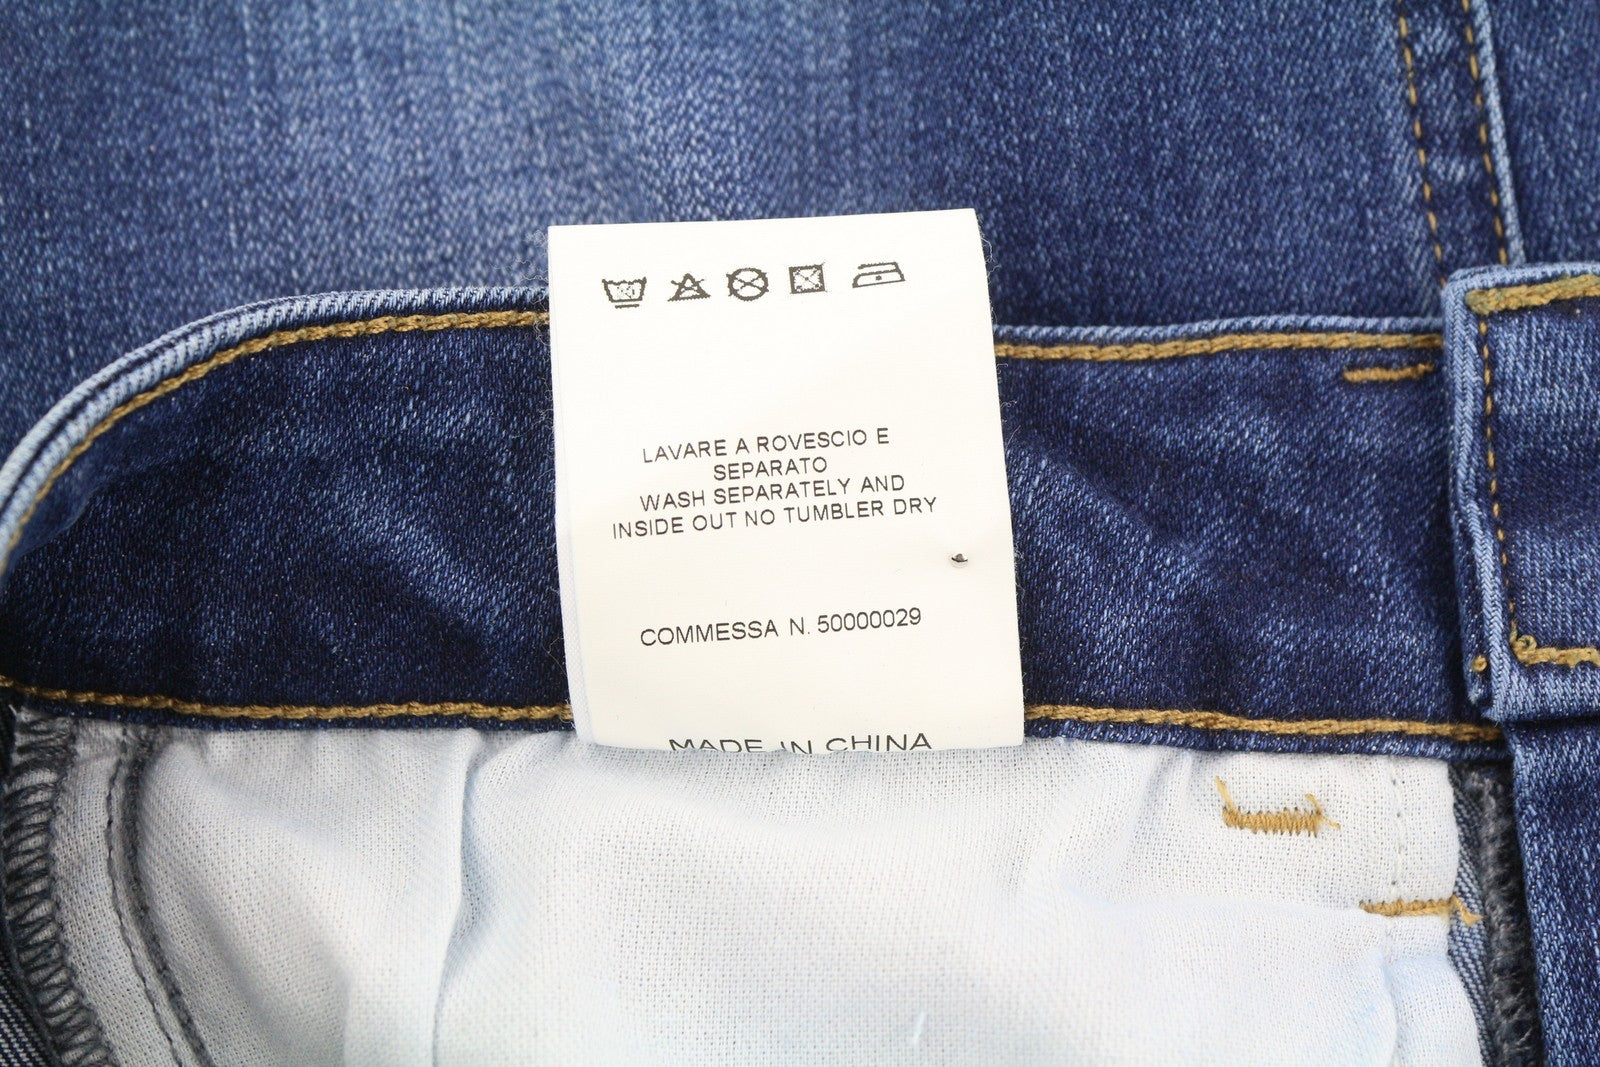 LAVARE A ROVESCIO E
SEPARATO
WASH SEPARATELY AND
INSIDE OUT NO TUMBLER DRY
COMMESSA N. 50000029
MADE IN CHINA